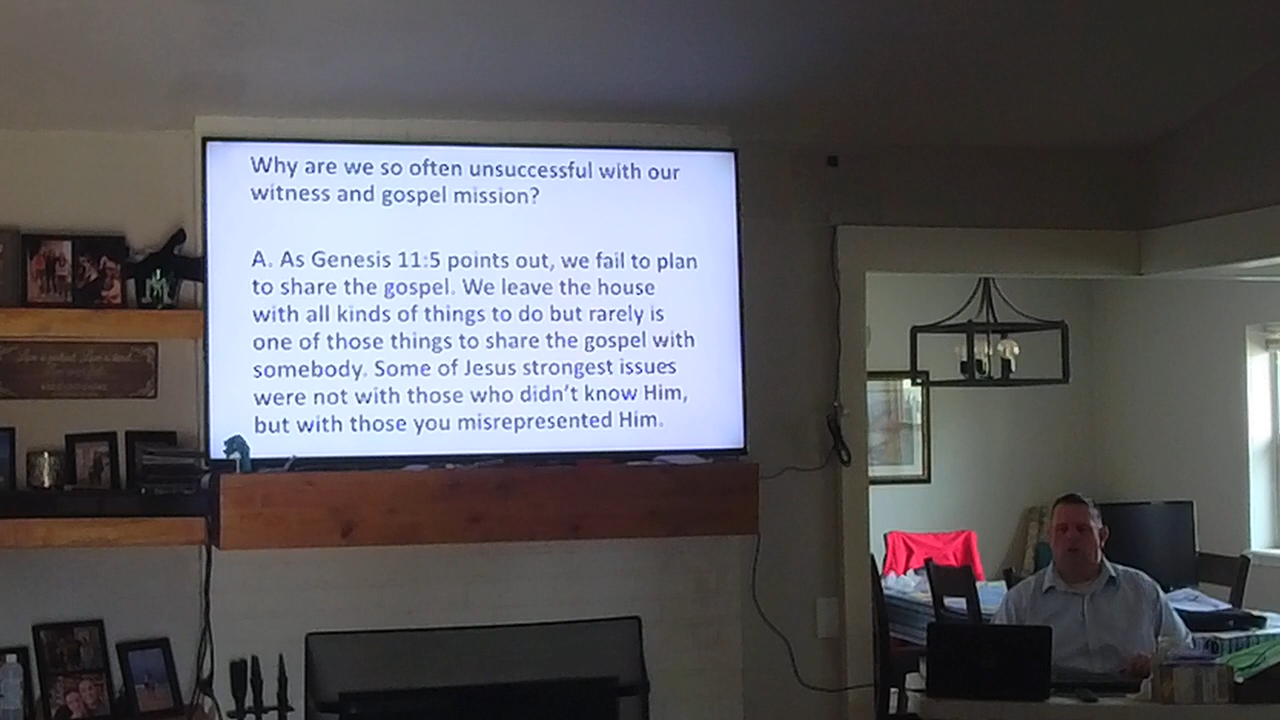 Why are we so often unsuccessful with our
witness and gospel mission?
A. As Genesis 11:5 points out, we fail to plan
to share the gospel. We leave the house
with all kinds of things to do but rarely is
one of those things to share the gospel with
somebody. Some of Jesus strongest issues
were not with those who didn't know Him,
but with those you misrepresented Him.